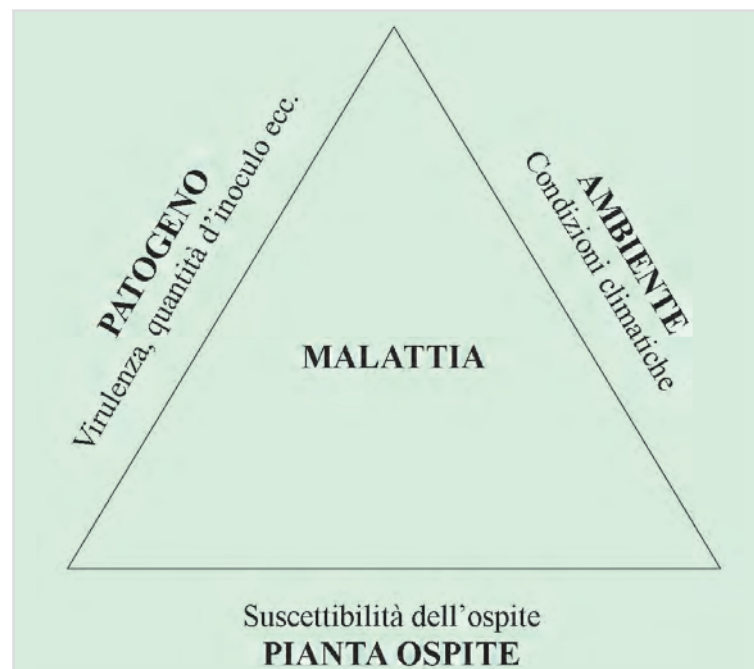 PATOGENO
Virulenza, quantità d’inoculo ecc.
AMBIENTE
Condizioni climatiche
MALATTIA
Suscettibilità dell’ospite
PIANTA OSPITE